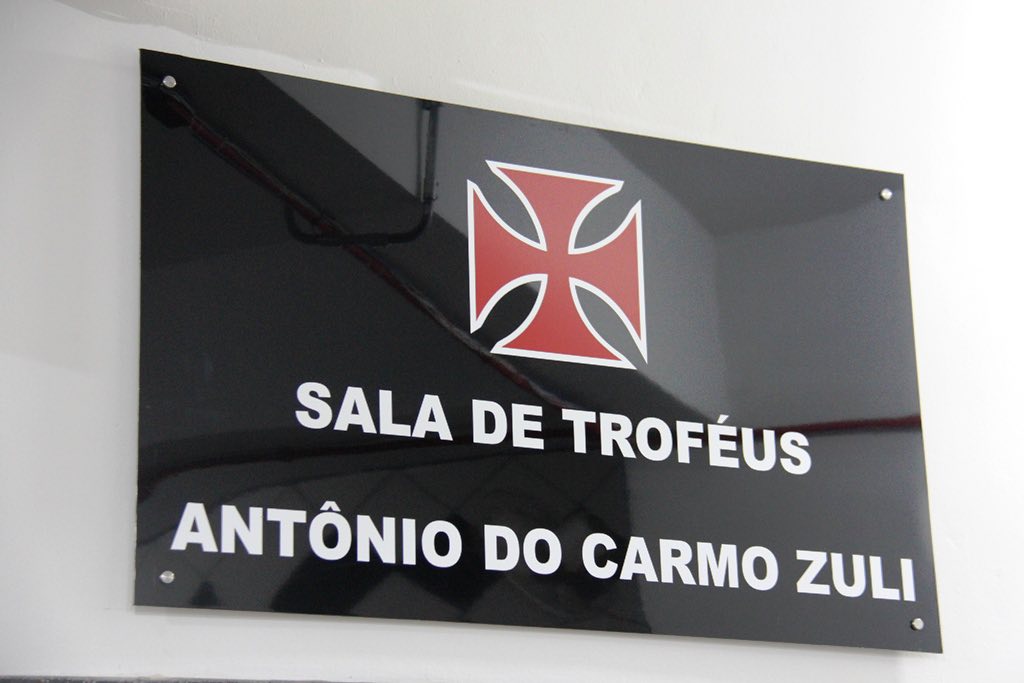 SALA DE TROFÉUS
ANTÔNIO DO CARMO ZULI